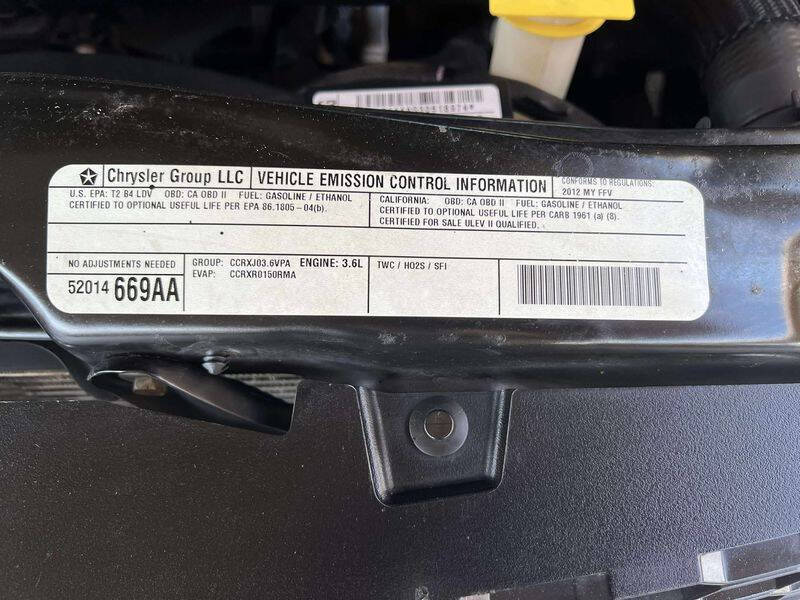 Chrysler Group LLC VEHICLE EMISSION CONTROL INFORMATION CONFORMS TO REGULATIONS:
2012 MY FFV
U.S. EPA: T2 B4 LDV OBD: CA OBD II FUEL: GASOLINE / ETHANOL
CERTIFIED TO OPTIONAL USEFUL LIFE PER EPA 86.1805-04(b).
CALIFORNIA: OBD: CA OBD II FUEL: GASOLINE / ETHANOL
CERTIFIED TO OPTIONAL USEFUL LIFE PER CARB 1961 (a) (8).
CERTIFIED FOR SALE ULEV II QUALIFIED.
NO ADJUSTMENTS NEEDED
52014 669AA
GROUP: CCRXJ03.6VPA ENGINE: 3.6L
EVAP: CCRXR0150RMA
TWC / HO2S / SFI